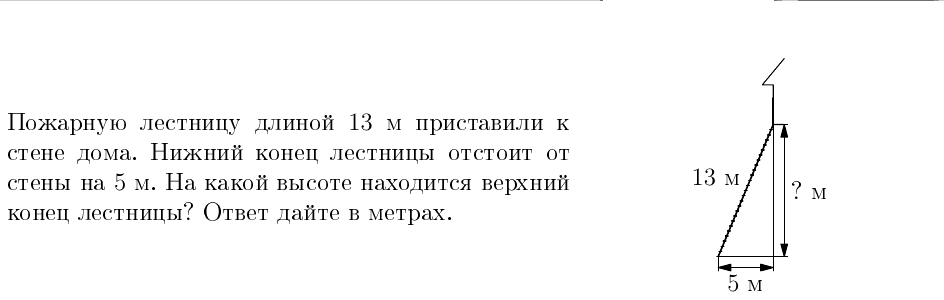 Пожарную лестницу длиной 13 м приставили к
стене дома. Нижний конец лестницы отстоит от
стены на 5 м. На какой высоте находится верхний
конец лестницы? Ответ дайте в метрах.
13 м
? м
5 м